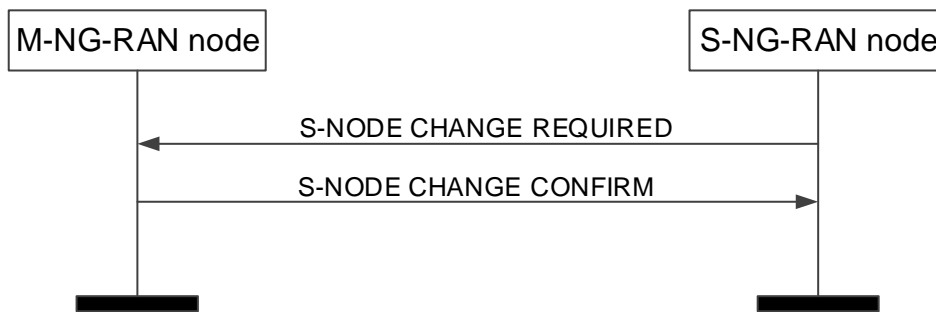 M-NG-RAN node
S-NG-RAN node
S-NODE CHANGE REQUIRED
S-NODE CHANGE CONFIRM